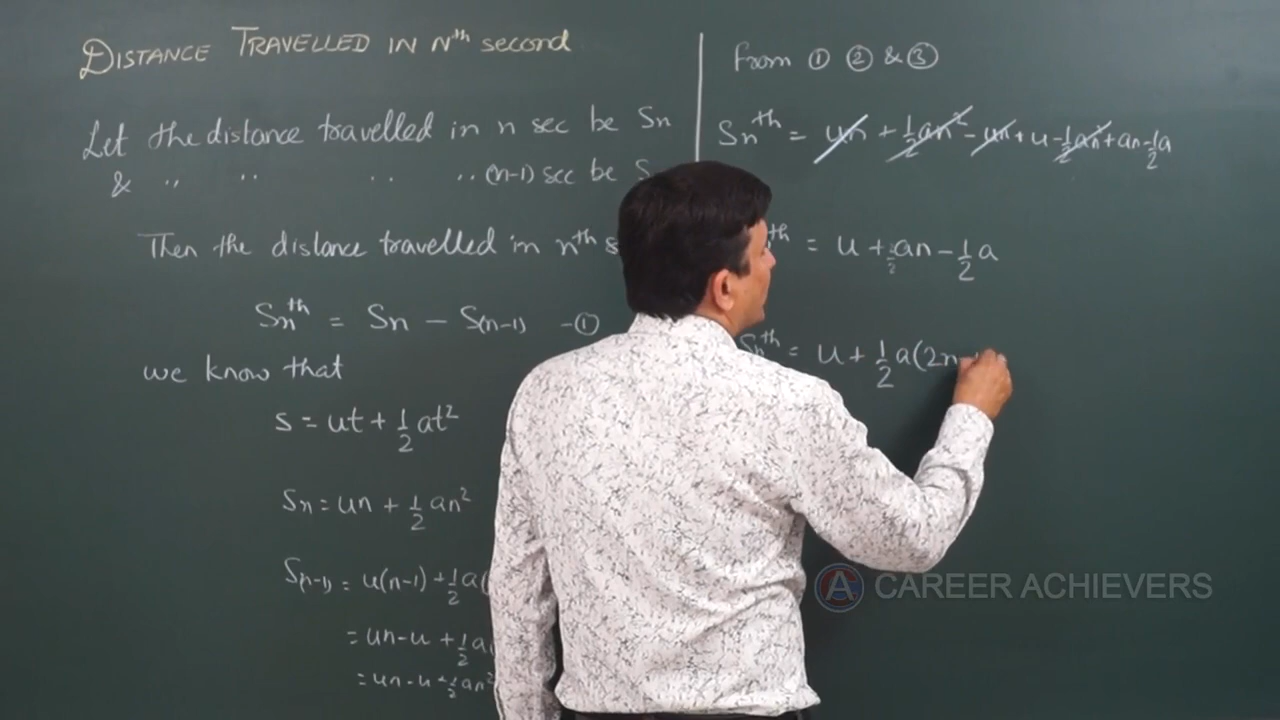 DISTANCE TRAVELLED IN Nth second
Let the distance travelled in n sec be Sn
& " " " " (n-1) sec be S
Then the distance travelled in nth s
Snth = Sn - S(n-1) -①
we know that
s = ut + 1/2 at²
Sn = un + 1/2 an²
S(n-1) = u(n-1) + 1/2 a(
= un - u + 1/2 a
= un - u + 1/2 an²
From ① ② & ③
Snth = un + 1/2 an² - un + u - 1/2 an² + an - 1/2 a
th = u + 1/2 an - 1/2 a
Snth = u + 1/2 a(2n
CAREER ACHIEVERS